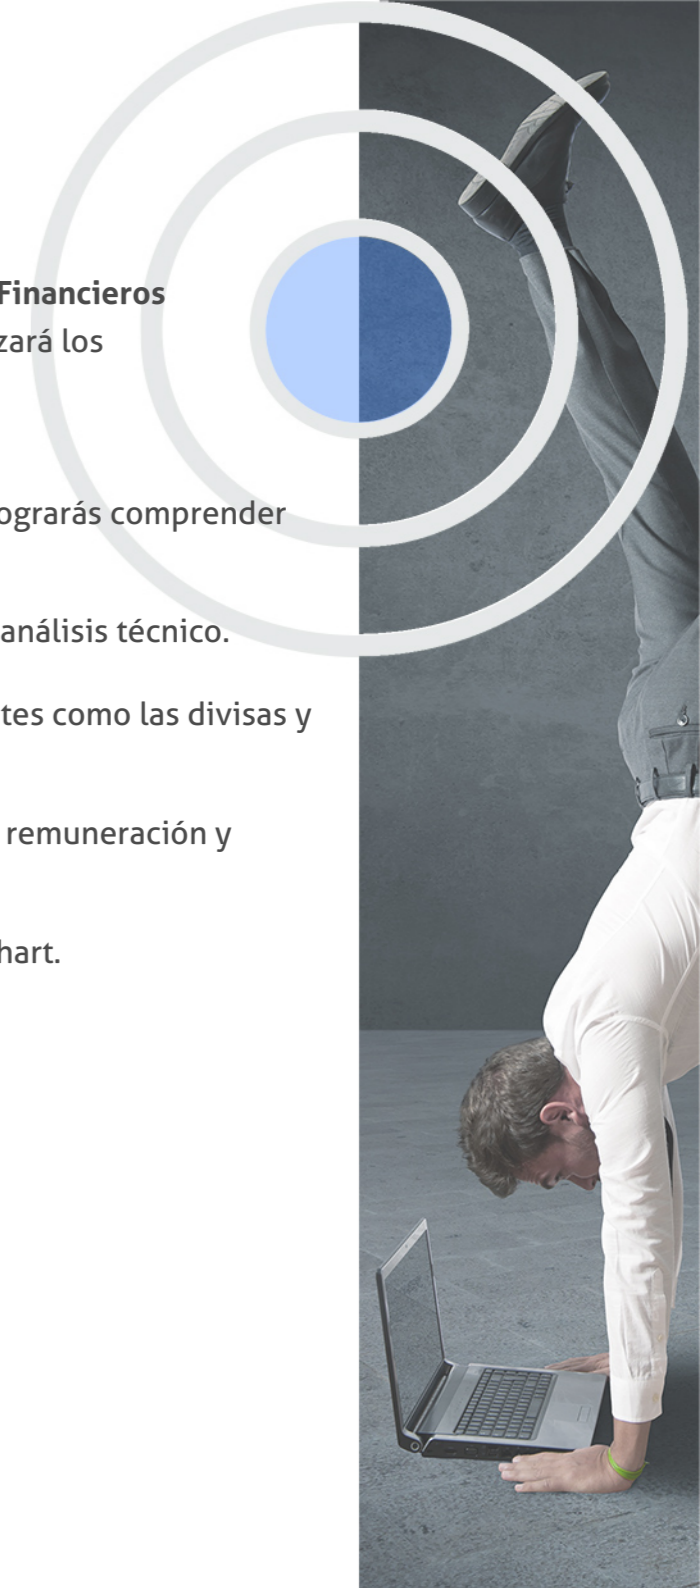 Financieros
zará los
ograrás comprender
análisis técnico.
tes como las divisas y
remuneración y
hart.